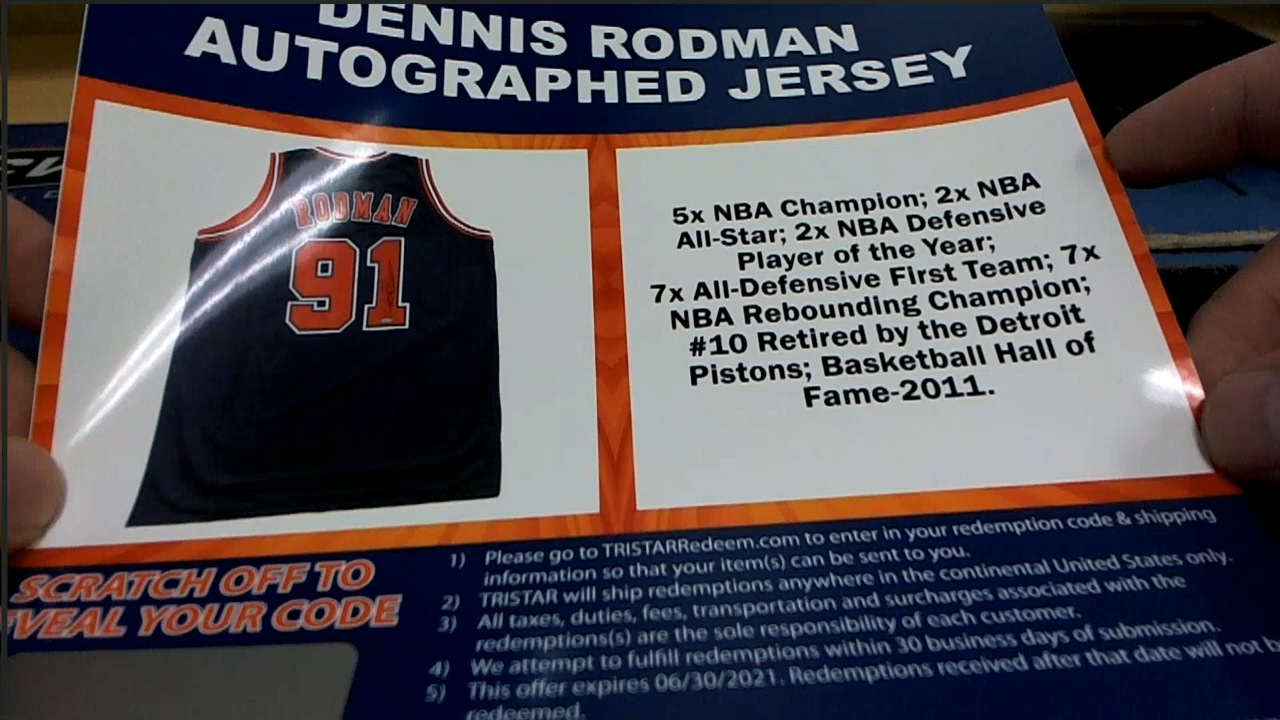 DENNIS RODMAN
AUTOGRAPHED JERSEY
RODMAN
91
5x NBA Champion; 2x NBA
All-Star; 2x NBA Defensive
Player of the Year;
7x All-Defensive First Team; 7x
NBA Rebounding Champion;
#10 Retired by the Detroit
Pistons; Basketball Hall of
Fame-2011.
SCRATCH OFF TO
VEAL YOUR CODE
1) Please go to TRISTARRedeem.com to enter in your redemption code & shipping
information so that your item(s) can be sent to you.
2) TRISTAR will ship redemptions anywhere in the continental United States only.
3) All taxes, duties, fees, transportation and surcharges associated with the
redemptions(s) are the sole responsibility of each customer.
4) We attempt to fulfill redemptions within 30 business days of submission.
5) This offer expires 06/30/2021. Redemptions received after that date will not b
redeemed.